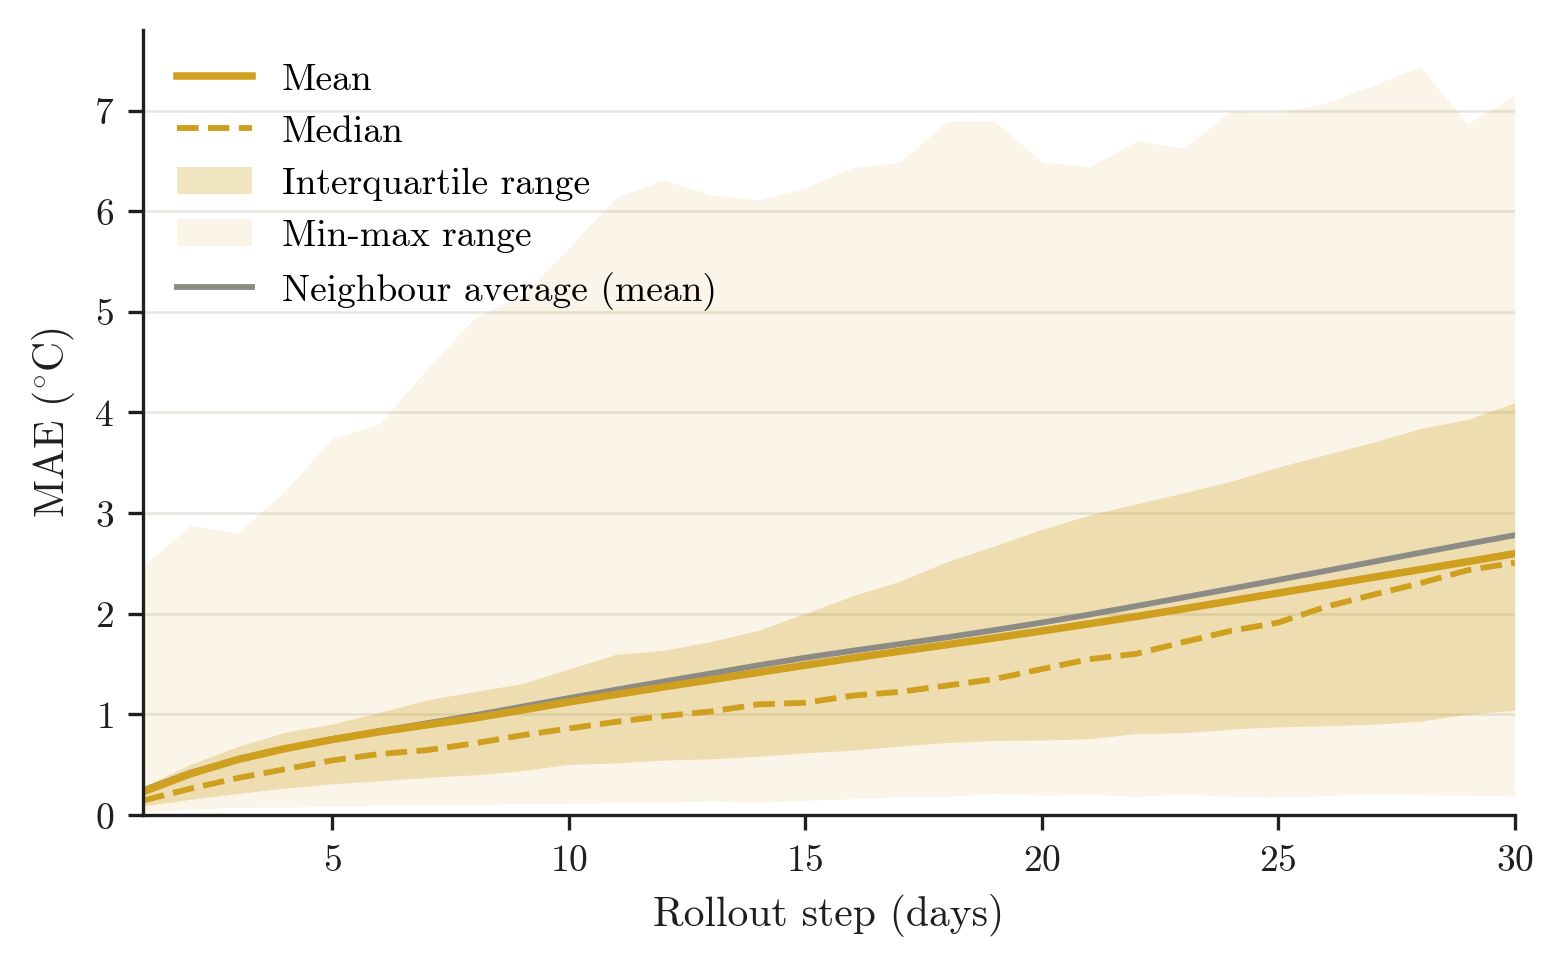 Mean
Median
Interquartile range
Min-max range
Neighbour average (mean)
7
6
5
4
3
2
1
0
MAE (°C)
5 10 15 20 25 30
Rollout step (days)